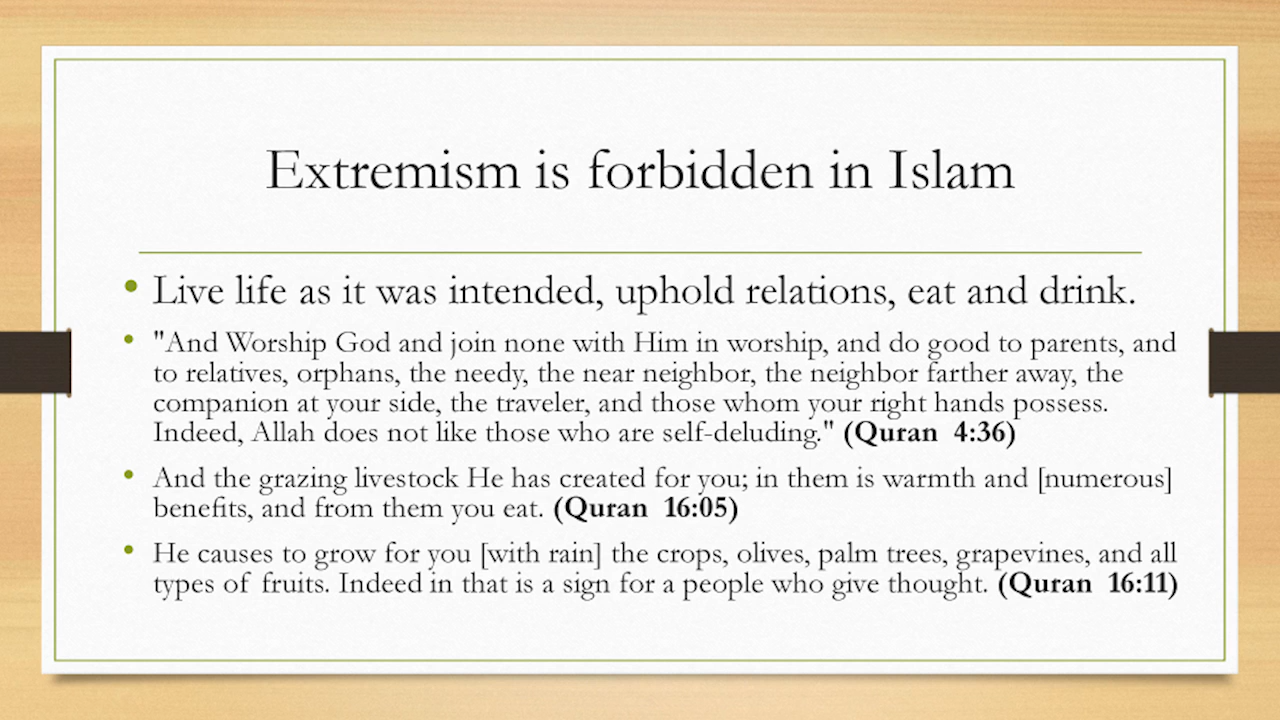 Extremism is forbidden in Islam
• Live life as it was intended, uphold relations, eat and drink.
• "And Worship God and join none with Him in worship, and do good to parents, and
to relatives, orphans, the needy, the near neighbor, the neighbor farther away, the
companion at your side, the traveler, and those whom your right hands possess.
Indeed, Allah does not like those who are self-deluding." (Quran 4:36)
• And the grazing livestock He has created for you; in them is warmth and [numerous]
benefits, and from them you eat. (Quran 16:05)
• He causes to grow for you [with rain] the crops, olives, palm trees, grapevines, and all
types of fruits. Indeed in that is a sign for a people who give thought. (Quran 16:11)